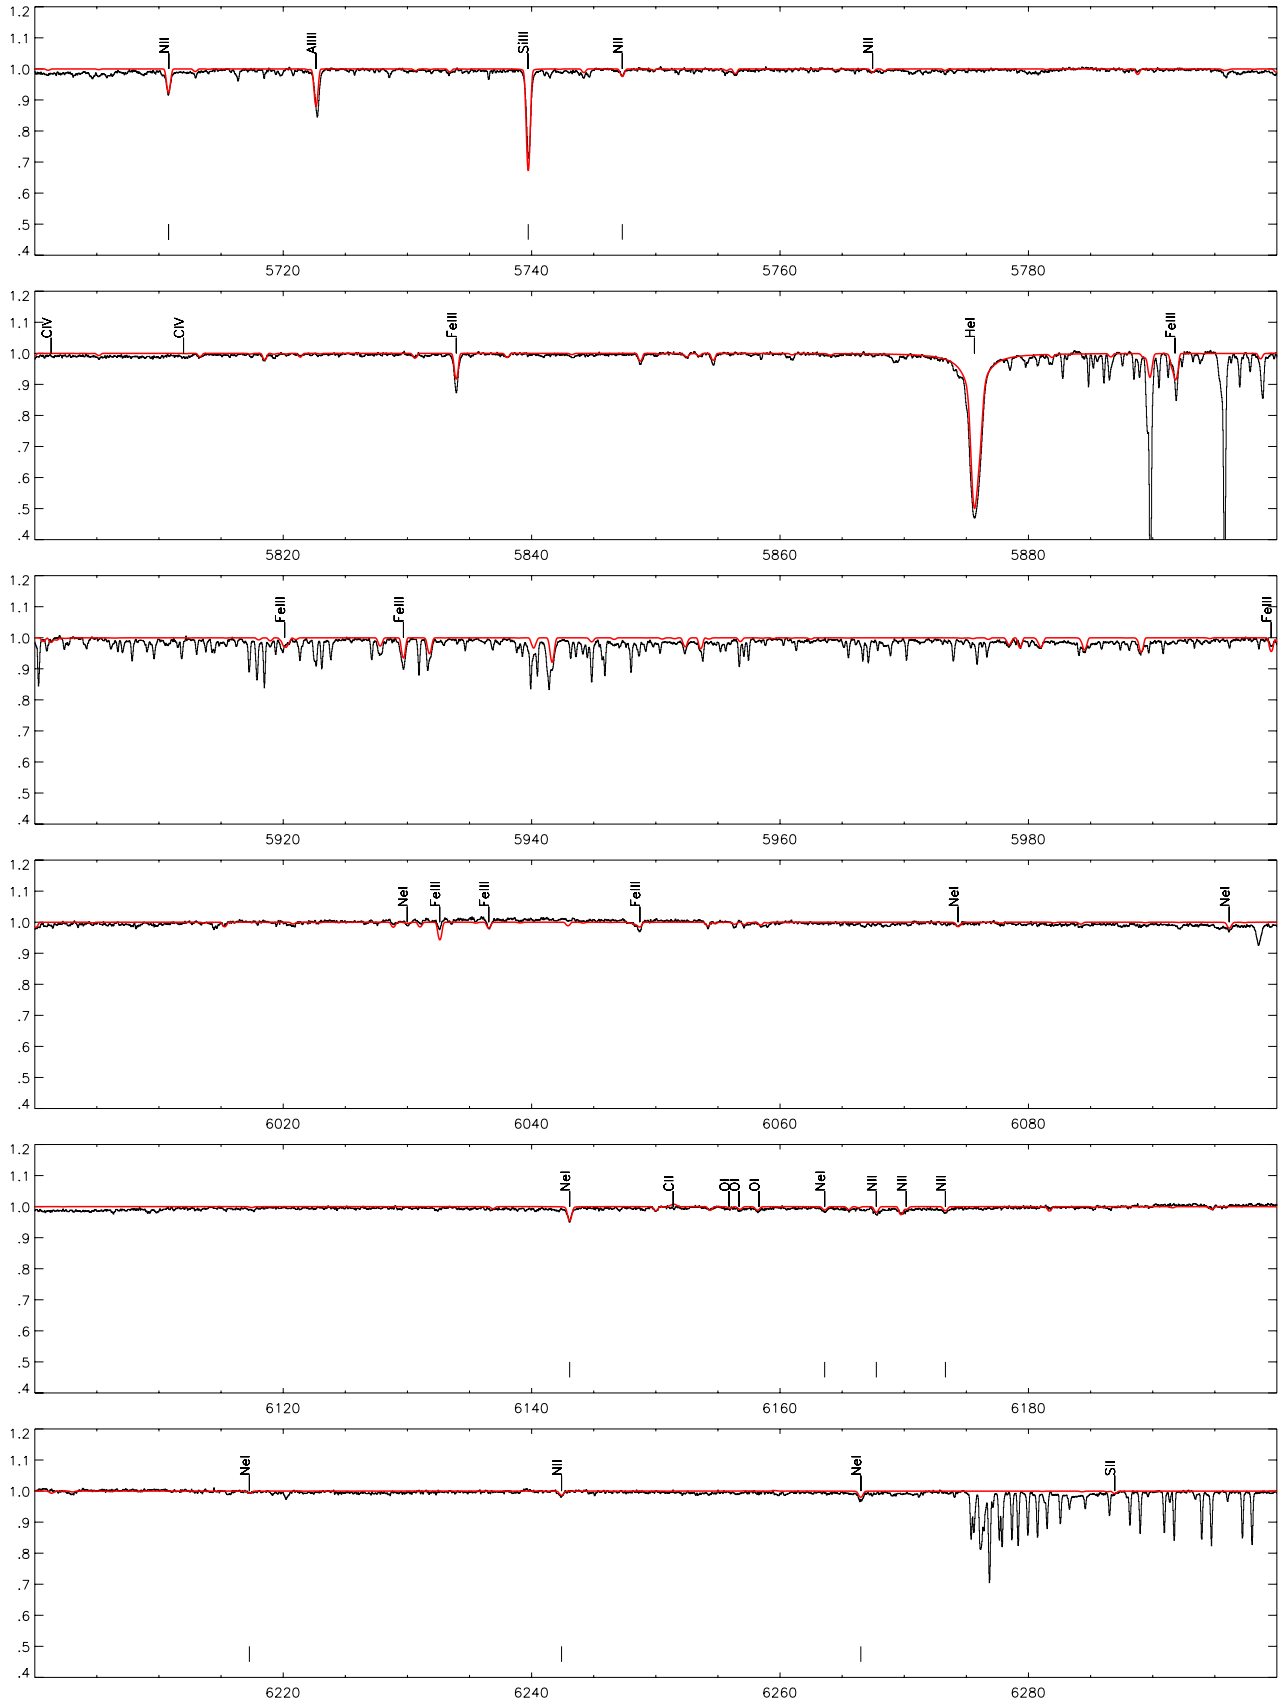 1.2
1.1
1.0
.9
.8
.7
.6
.5
.4
NII
AlIII
SiIII
NII
NII
5720
5740
5760
5780
1.2
1.1
1.0
.9
.8
.7
.6
.5
.4
CIV
CIV
FeIII
HeI
FeIII
5820
5840
5860
5880
1.2
1.1
1.0
.9
.8
.7
.6
.5
.4
FeIII
FeIII
FeIII
5920
5940
5960
5980
1.2
1.1
1.0
.9
.8
.7
.6
.5
.4
NeI
FeIII
FeIII
FeIII
NeI
NeI
6020
6040
6060
6080
1.2
1.1
1.0
.9
.8
.7
.6
.5
.4
NeI
CII
OI
OI
OI
NeI
NII
NII
NII
6120
6140
6160
6180
1.2
1.1
1.0
.9
.8
.7
.6
.5
.4
NeI
NII
NeI
SII
6220
6240
6260
6280